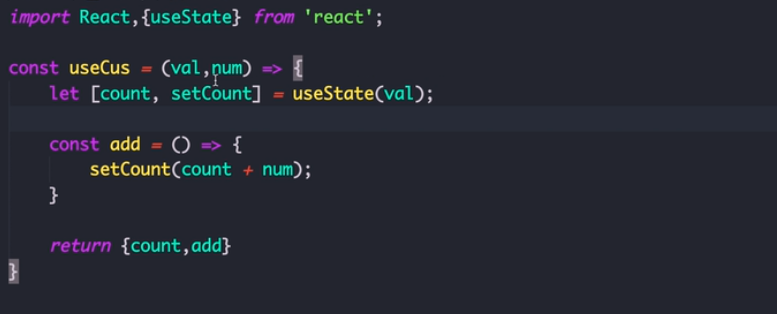 import React,{useState} from 'react';
const useCus = (val,num) => {
let [count, setCount] = useState(val);
const add = () => {
setCount(count + num);
}
return {count,add}
}